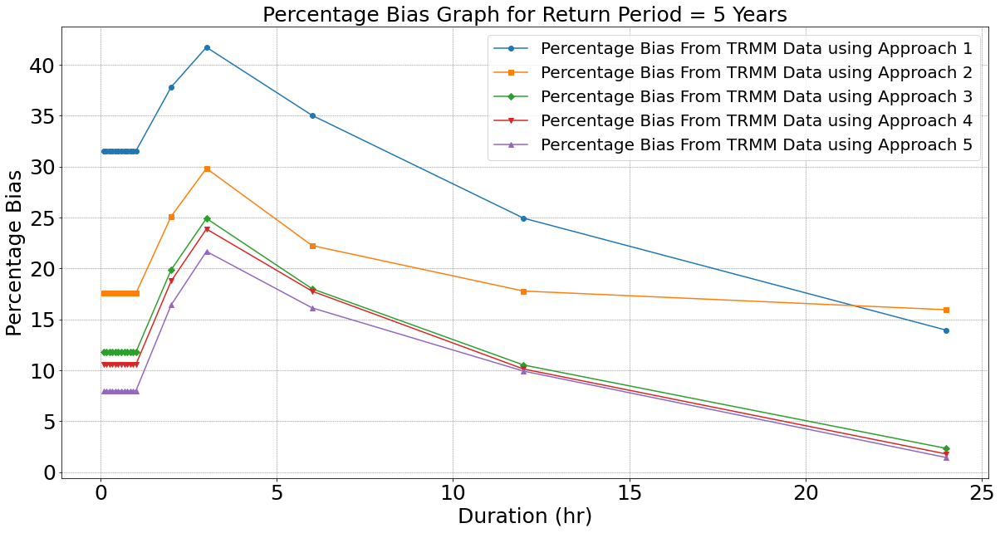 Percentage Bias Graph for Return Period = 5 Years
Percentage Bias From TRMM Data using Approach 1
Percentage Bias From TRMM Data using Approach 2
Percentage Bias From TRMM Data using Approach 3
Percentage Bias From TRMM Data using Approach 4
Percentage Bias From TRMM Data using Approach 5
Percentage Bias
40
35
30
25
20
15
10
5
0
0 5 10 15 20 25
Duration (hr)